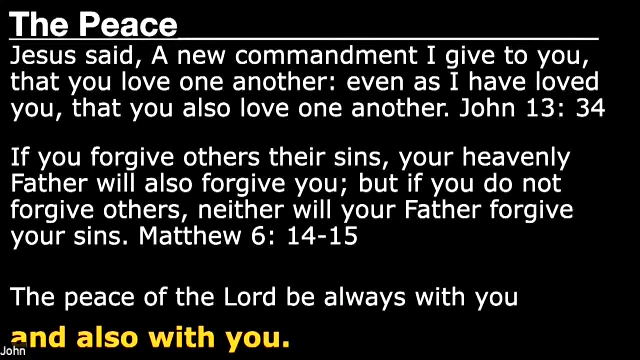 The Peace
Jesus said, A new commandment I give to you,
that you love one another: even as I have loved
you, that you also love one another. John 13: 34
If you forgive others their sins, your heavenly
Father will also forgive you; but if you do not
forgive others, neither will your Father forgive
your sins. Matthew 6: 14-15
The peace of the Lord be always with you
and also with you.
John